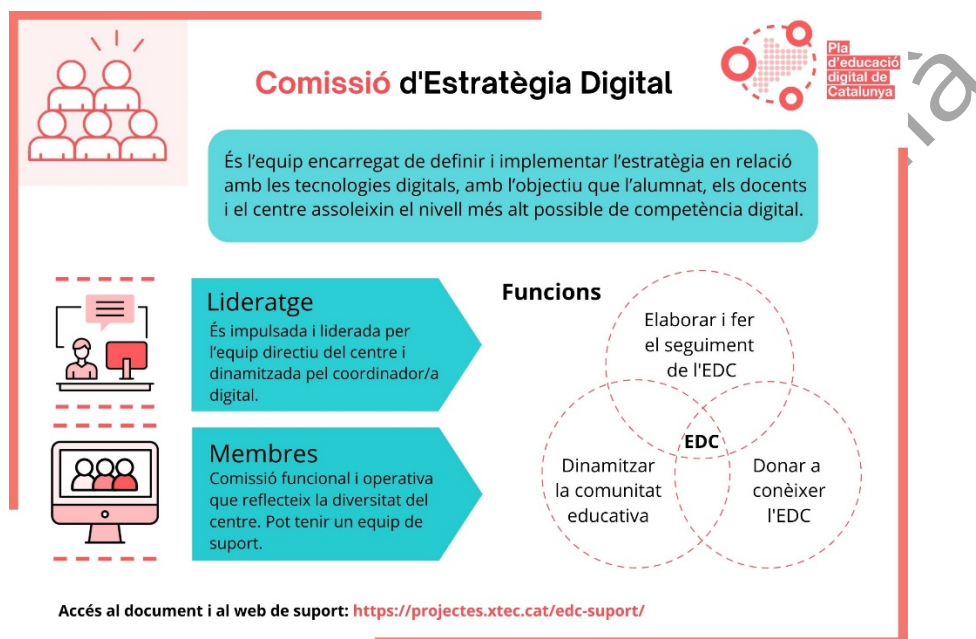 Comissió d'Estratègia Digital
Pla
d'educació
digital de
Catalunya
És l'equip encarregat de definir i implementar l'estratègia en relació
amb les tecnologies digitals, amb l'objectiu que l'alumnat, els docents
i el centre assoleixin el nivell més alt possible de competència digital.
Lideratge
És impulsada i liderada per
l'equip directiu del centre i
dinamitzada pel coordinador/a
digital.
Membres
Comissió funcional i operativa
que reflecteix la diversitat del
centre. Pot tenir un equip de
suport.
Funcions
Elaborar i fer
el seguiment
de l'EDC
EDC
Dinamitzar
la comunitat
educativa
Donar a
conèixer
l'EDC
Accés al document i al web de suport: https://projectes.xtec.cat/edc-suport/